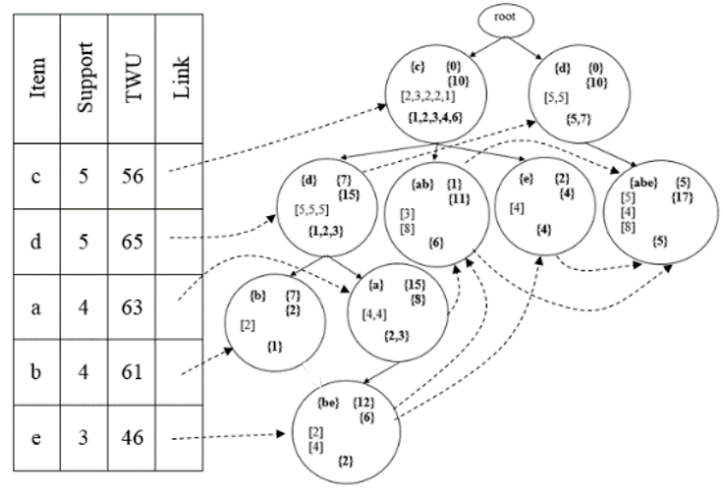 Item Support TWU Link
c 5 56
d 5 65
a 4 63
b 4 61
e 3 46
root
{c} {0}
{10}
[2,3,2,2,1]
{1,2,3,4,6}
{d} {0}
{10}
[5,5]
{5,7}
{d} {7}
{15}
[5,5,5]
{1,2,3}
{ab} {1}
{11}
[3]
[8]
{6}
{e} {2}
{4}
[4]
{4}
{abe} {5}
{17}
[5]
[4]
[8]
{5}
{b} {7}
{2}
[2]
{1}
{a} {15}
{8}
[4,4]
{2,3}
{be} {12}
{6}
[2]
[4]
{2}